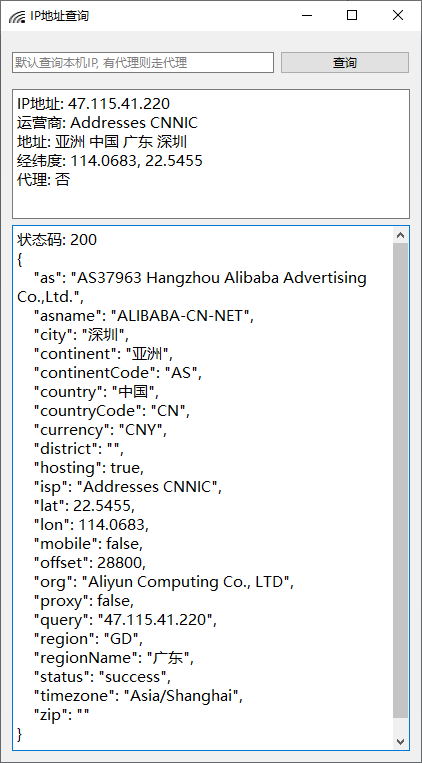 IP地址查询
默认查询本机IP, 有代理则走代理
查询
IP地址: 47.115.41.220
运营商: Addresses CNNIC
地址: 亚洲 中国 广东 深圳
经纬度: 114.0683, 22.5455
代理: 否
状态码: 200
{
    "as": "AS37963 Hangzhou Alibaba Advertising
Co.,Ltd.",
    "asname": "ALIBABA-CN-NET",
    "city": "深圳",
    "continent": "亚洲",
    "continentCode": "AS",
    "country": "中国",
    "countryCode": "CN",
    "currency": "CNY",
    "district": "",
    "hosting": true,
    "isp": "Addresses CNNIC",
    "lat": 22.5455,
    "lon": 114.0683,
    "mobile": false,
    "offset": 28800,
    "org": "Aliyun Computing Co., LTD",
    "proxy": false,
    "query": "47.115.41.220",
    "region": "GD",
    "regionName": "广东",
    "status": "success",
    "timezone": "Asia/Shanghai",
    "zip": ""
}